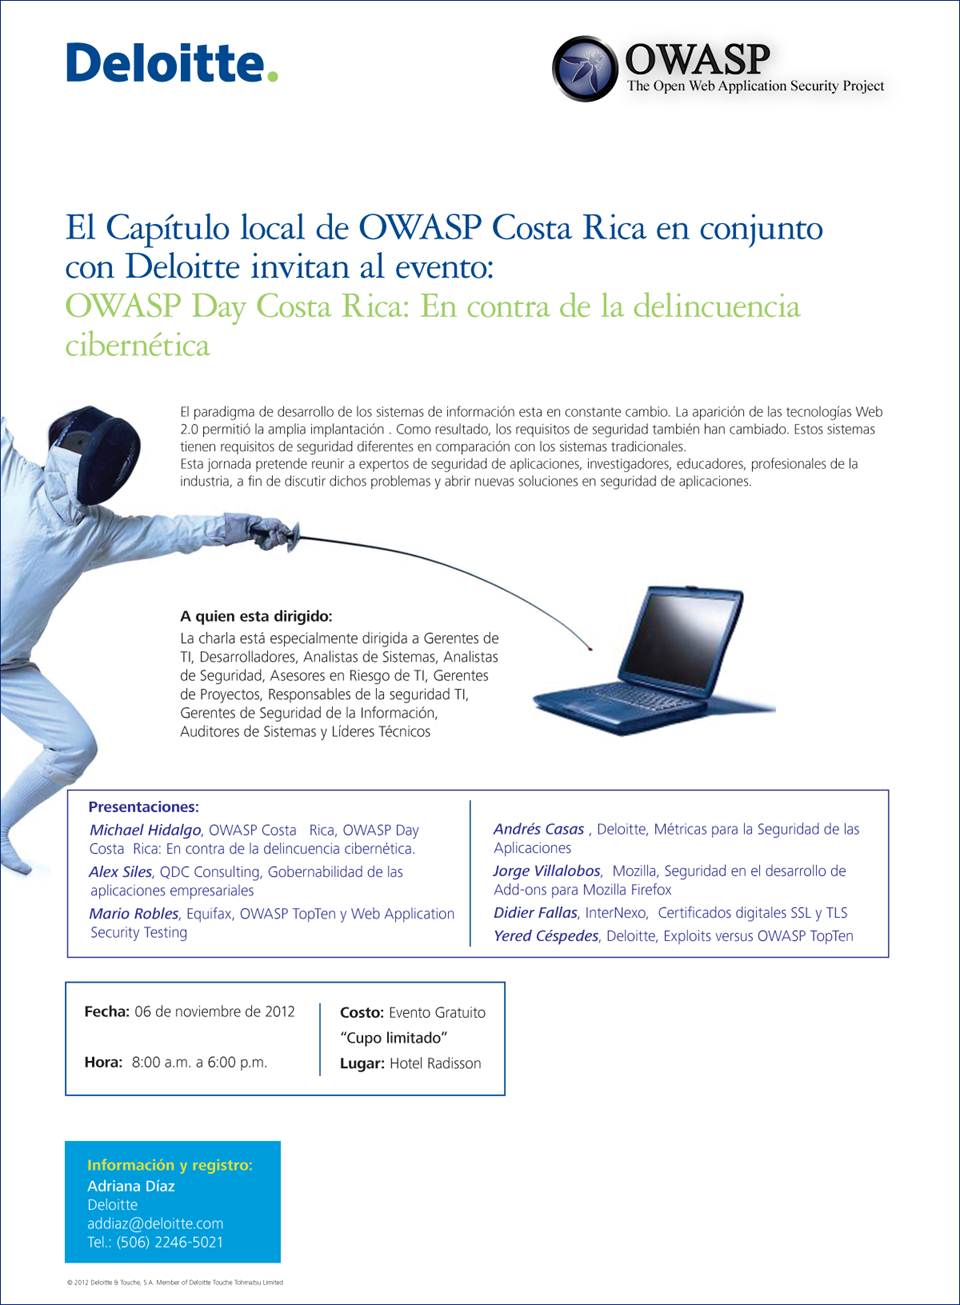 Deloitte.
OWASP
The Open Web Application Security Project
El Capítulo local de OWASP Costa Rica en conjunto
con Deloitte invitan al evento:
OWASP Day Costa Rica: En contra de la delincuencia
cibernética
El paradigma de desarrollo de los sistemas de información esta en constante cambio. La aparición de las tecnologías Web
2.0 permitió la amplia implantación . Como resultado, los requisitos de seguridad también han cambiado. Estos sistemas
tienen requisitos de seguridad diferentes en comparación con los sistemas tradicionales.
Esta jornada pretende reunir a expertos de seguridad de aplicaciones, investigadores, educadores, profesionales de la
industria, a fin de discutir dichos problemas y abrir nuevas soluciones en seguridad de aplicaciones.
A quien esta dirigido:
La charla está especialmente dirigida a Gerentes de
TI, Desarrolladores, Analistas de Sistemas, Analistas
de Seguridad, Asesores en Riesgo de TI, Gerentes
de Proyectos, Responsables de la seguridad TI,
Gerentes de Seguridad de la Información,
Auditores de Sistemas y Líderes Técnicos
Presentaciones:
Michael Hidalgo, OWASP Costa Rica, OWASP Day
Costa Rica: En contra de la delincuencia cibernética.
Alex Siles, QDC Consulting, Gobernabilidad de las
aplicaciones empresariales
Mario Robles, Equifax, OWASP TopTen y Web Application
Security Testing
Andrés Casas , Deloitte, Métricas para la Seguridad de las
Aplicaciones
Jorge Villalobos, Mozilla, Seguridad en el desarrollo de
Add-ons para Mozilla Firefox
Didier Fallas, InterNexo, Certificados digitales SSL y TLS
Yered Céspedes, Deloitte, Exploits versus OWASP TopTen
Fecha: 06 de noviembre de 2012
Hora: 8:00 a.m. a 6:00 p.m.
Costo: Evento Gratuito
“Cupo limitado”
Lugar: Hotel Radisson
Información y registro:
Adriana Díaz
Deloitte
addiaz@deloitte.com
Tel.: (506) 2246-5021
© 2012 Deloitte & Touche, S.A. Member of Deloitte Touche Tohmatsu Limited